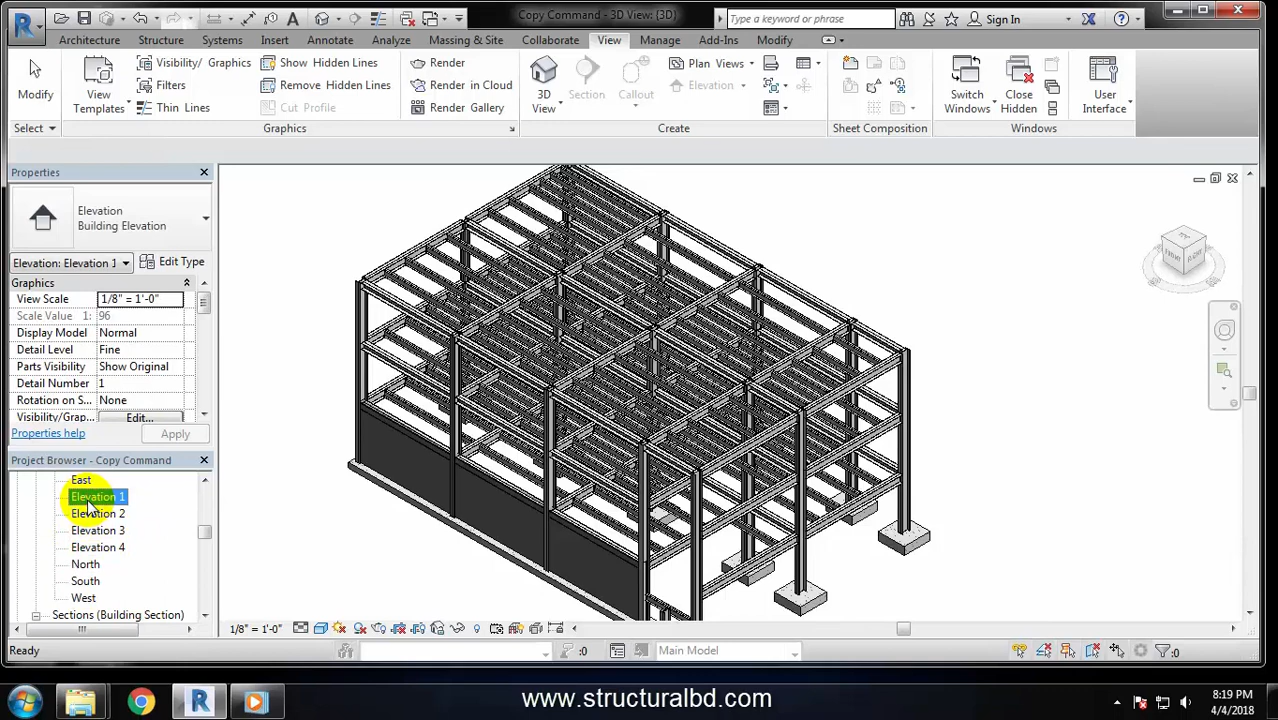 Copy Command - 3D View: {3D}
Type a keyword or phrase
Sign In
Architecture Structure Systems Insert Annotate Analyze Massing & Site Collaborate View Manage Add-Ins Modify
Modify
View Templates
Visibility/ Graphics
Filters
Thin Lines
Show Hidden Lines
Remove Hidden Lines
Cut Profile
Render
Render in Cloud
Render Gallery
3D View
Section
Callout
Plan Views
Elevation
Switch Windows
Close Hidden
User Interface
Select Graphics Create Sheet Composition Windows
Properties
Elevation
Building Elevation
Elevation: Elevation 1
Edit Type
Graphics
View Scale 1/8" = 1'-0"
Scale Value 1: 96
Display Model Normal
Detail Level Fine
Parts Visibility Show Original
Detail Number 1
Rotation on S... None
Visibility/Grap... Edit...
Properties help Apply
Project Browser - Copy Command
East
Elevation 1
Elevation 2
Elevation 3
Elevation 4
North
South
West
Sections (Building Section)
1/8" = 1'-0"
Ready
:0
Main Model
:0
www.structuralbd.com
8:19 PM
4/4/2018